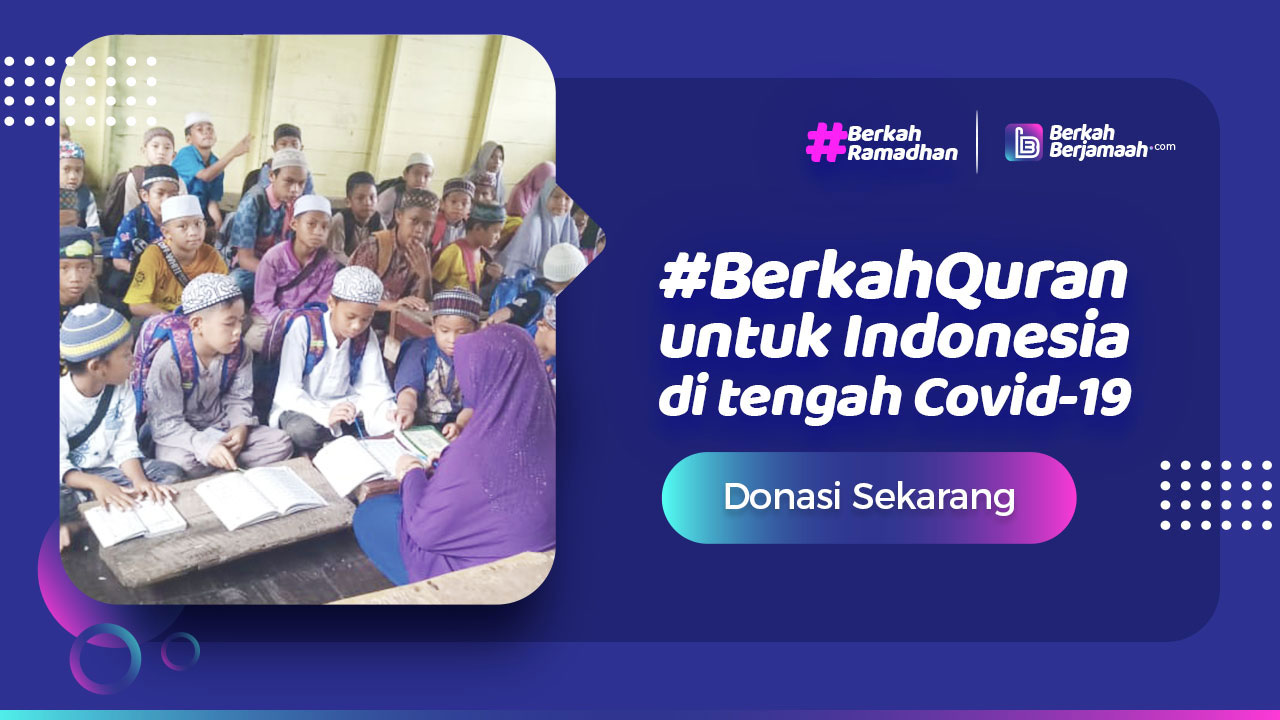 #Berkah
Ramadhan
Berkah
Berjamaah.com
#BerkahQuran
untuk Indonesia
di tengah Covid-19
Donasi Sekarang